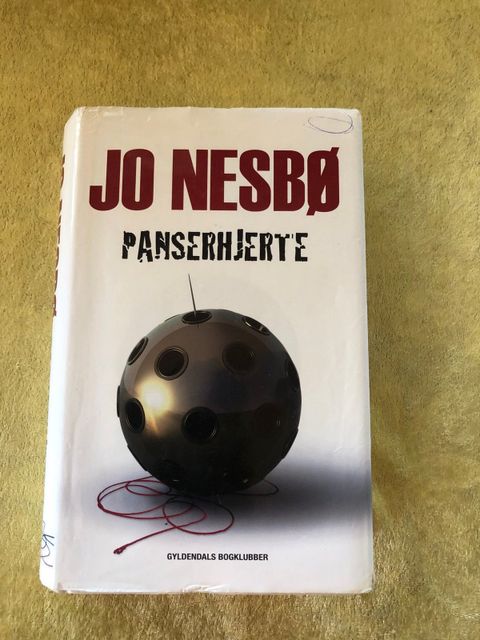 JO NESBØ
PANSERHJERTE
GYLDENDALS BOGKLUBBER